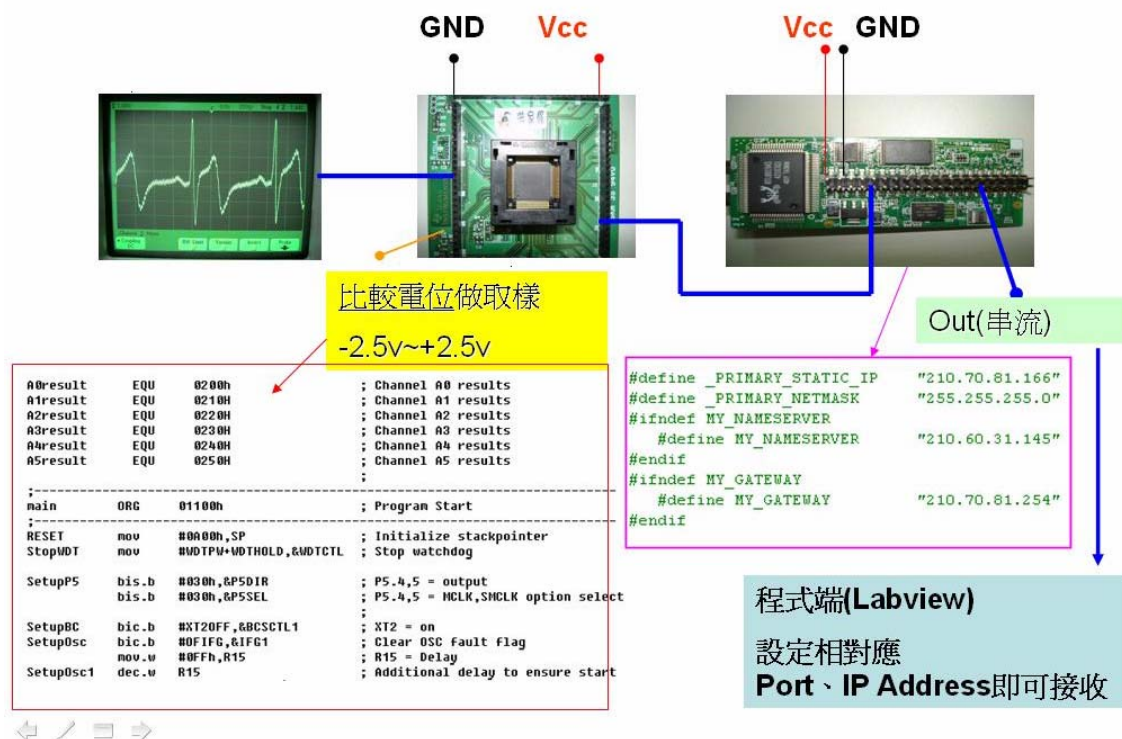 GND
Vcc
Vcc
GND
比較電位做取樣
-2.5v~+2.5v
Out(串流)
A0result EQU 0200h ; Channel A0 results
A1result EQU 0210H ; Channel A1 results
A2result EQU 0220H ; Channel A2 results
A3result EQU 0230H ; Channel A3 results
A4result EQU 0240H ; Channel A4 results
A5result EQU 0250H ; Channel A5 results
;
;-------------------------------------------------------------------------------
main ORG 01100h ; Program Start
;-------------------------------------------------------------------------------
RESET mov #0A00h,SP ; Initialize stackpointer
StopWDT mov #WDTPW+WDTHOLD,&WDTCTL ; Stop watchdog
SetupP5 bis.b #030h,&P5DIR ; P5.4,5 = output
bis.b #030h,&P5SEL ; P5.4,5 = MCLK,SMCLK option select
;
SetupBC bic.b #XT2OFF,&BCSCTL1 ; XT2 = on
SetupOsc bic.b #OFIFG,&IFG1 ; Clear OSC fault flag
mov.w #0FFh,R15 ; R15 = Delay
SetupOsc1 dec.w R15 ; Additional delay to ensure start
#define _PRIMARY_STATIC_IP "210.70.81.166"
#define _PRIMARY_NETMASK "255.255.255.0"
#ifndef MY_NAMESERVER
#define MY_NAMESERVER "210.60.31.145"
#endif
#ifndef MY_GATEWAY
#define MY_GATEWAY "210.70.81.254"
#endif
程式端(Labview)
設定相對應
Port、IP Address即可接收